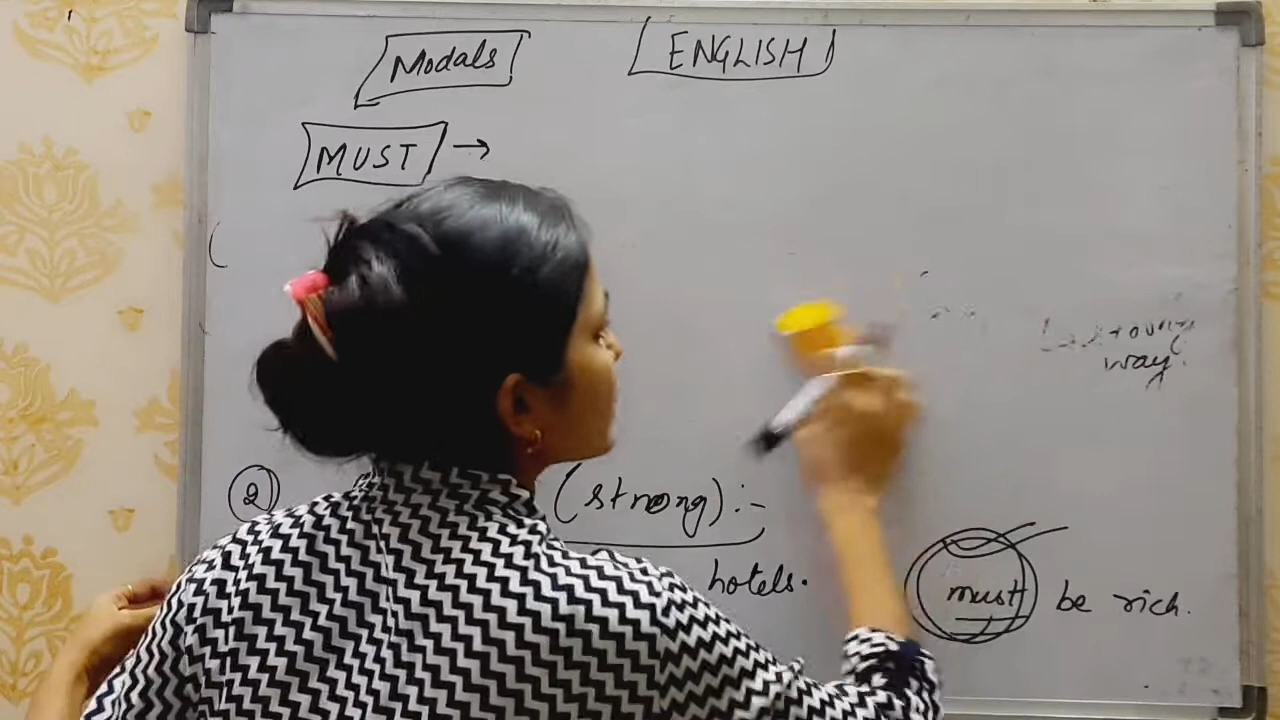 Modals ENGLISH
MUST →
way.
② (strong) :-
hotels. must be rich.